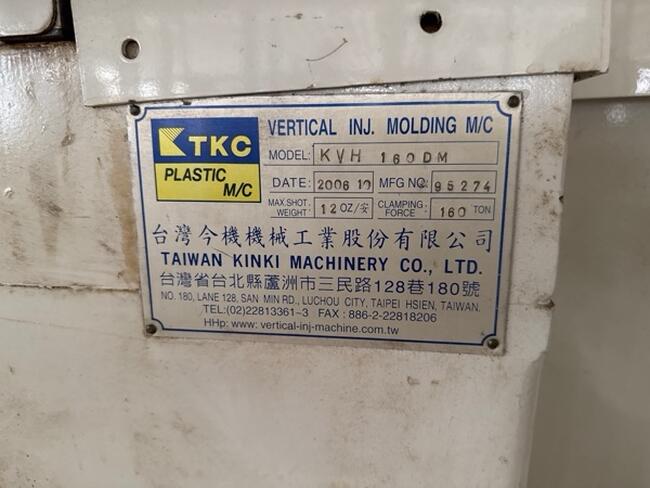 TKC
PLASTIC
M/C
VERTICAL INJ. MOLDING M/C
MODEL: KVH 160DM
DATE: 2006 10 MFG NO: 95274
MAX.SHOT WEIGHT: 12 OZ/安 CLAMPING FORCE: 160 TON
台灣今機機械工業股份有限公司
TAIWAN KINKI MACHINERY CO., LTD.
台灣省台北縣蘆洲市三民路128巷180號
NO. 180, LANE 128, SAN MIN RD., LUCHOU CITY, TAIPEI HSIEN, TAIWAN.
TEL:(02)22813361~3 FAX : 886-2-22818206
HHp: www: vertical-inj-machine.com.tw